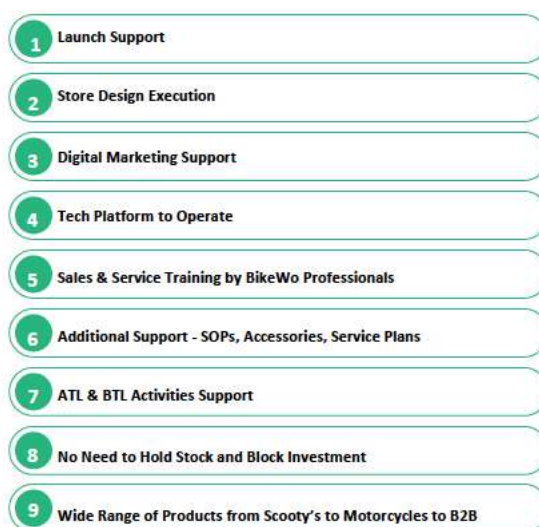 1 Launch Support
2 Store Design Execution
3 Digital Marketing Support
4 Tech Platform to Operate
5 Sales & Service Training by BikeWo Professionals
6 Additional Support - SOPs, Accessories, Service Plans
7 ATL & BTL Activities Support
8 No Need to Hold Stock and Block Investment
9 Wide Range of Products from Scooty's to Motorcycles to B2B